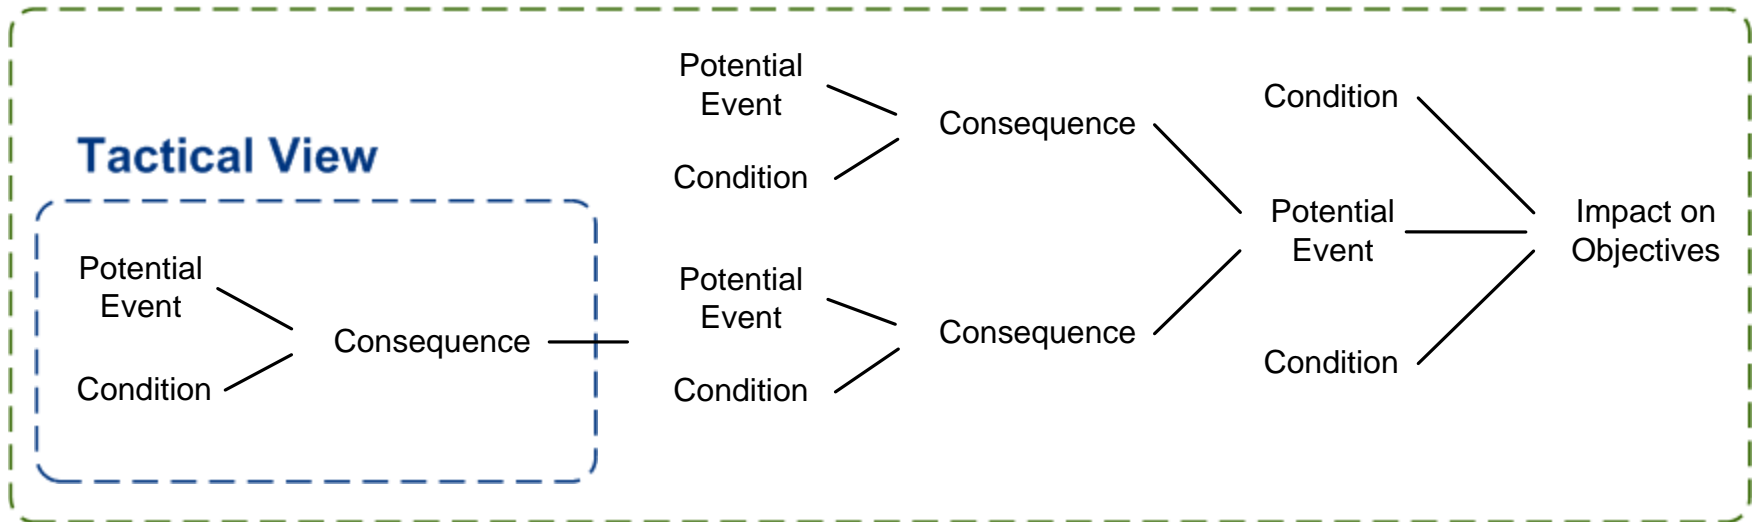 Tactical View
Potential
Event
Condition
Consequence
Potential
Event
Condition
Consequence
Potential
Event
Condition
Consequence
Condition
Potential
Event
Condition
Impact on
Objectives